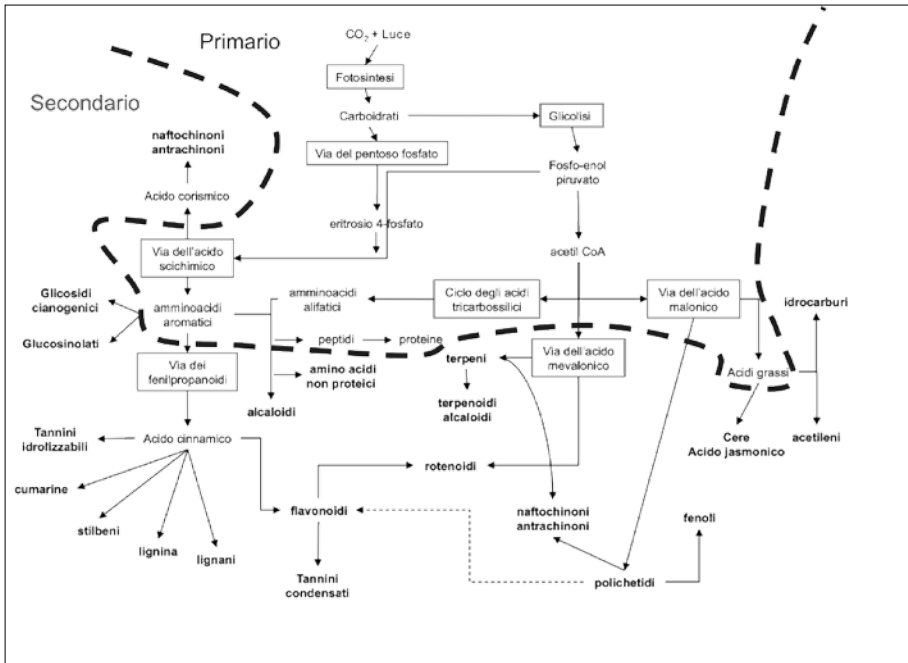 Primario
CO2 + Luce
Fotosintesi
Secondario
Carboidrati
Glicolisi
naftochinoni
antrachinoni
Via del pentoso fosfato
Fosfo-enol
piruvato
Acido corismico
eritrosio 4-fosfato
Via dell'acido
scichimico
acetil CoA
Glicosidi
cianogenici
amminoacidi
aromatici
amminoacidi
alifatici
Ciclo degli acidi
tricarbossilici
Via dell'acido
malonico
idrocarburi
Glucosinolati
peptidi
proteine
terpeni
Via dell'acido
mevalonico
Via dei
fenilpropanoidi
amino acidi
non proteici
Acidi grassi
alcaloidi
terpenoidi
alcaloidi
Tannini
idrolizzabili
Acido cinnamico
Cere
Acido jasmonico
acetileni
rotenoidi
cumarine
stilbeni
lignina
lignani
flavonoidi
naftochinoni
antrachinoni
fenoli
Tannini
condensati
polichetidi